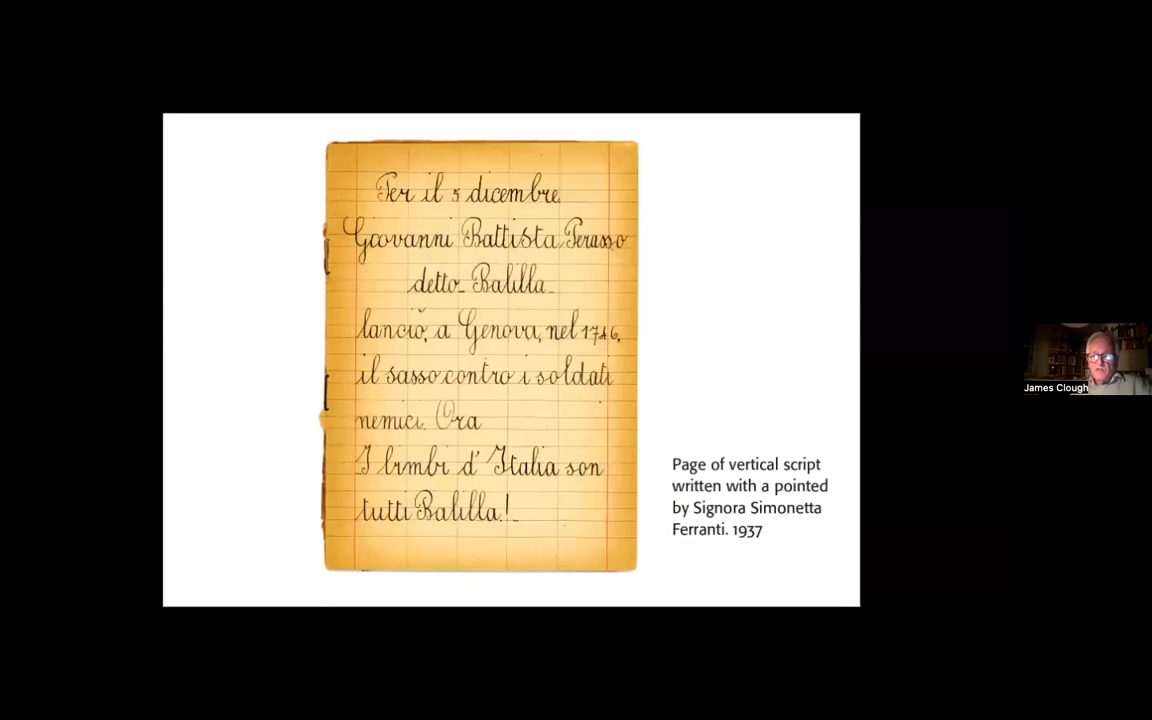 Per il 5 dicembre.
Giovanni Battista Perasso
detto Balilla
lanciò, a Genova, nel 1746,
il sasso contro i soldati
nemici. Ora
I bimbi d'Italia son
tutti Balilla!
Page of vertical script
written with a pointed
by Signora Simonetta
Ferranti. 1937
James Clough